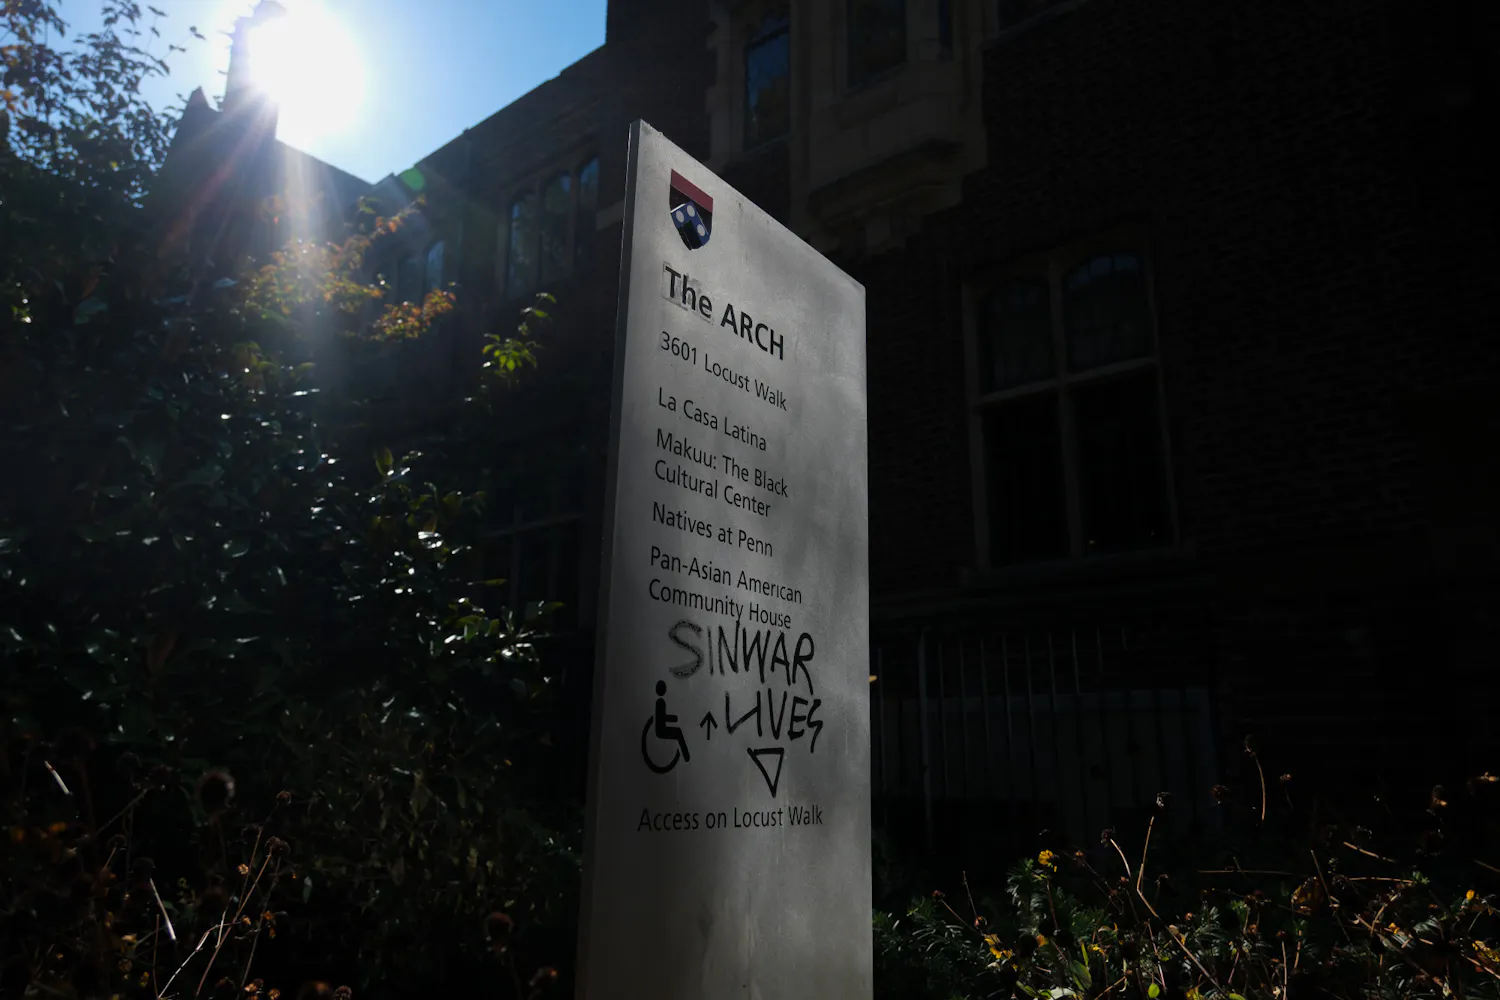 The ARCH
3601 Locust Walk
La Casa Latina
Makuu: The Black
Cultural Center
Natives at Penn
Pan-Asian American
Community House
SINWAR
LIVES
Access on Locust Walk